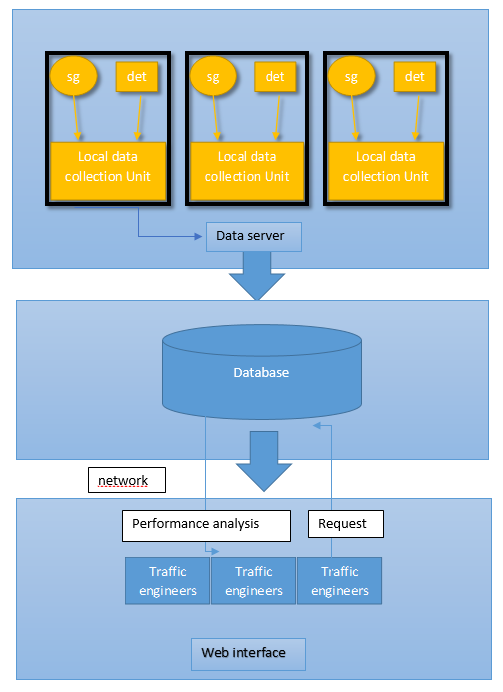 sg
det
sg
det
sg
det
Local data
collection Unit
Local data
collection Unit
Local data
collection Unit
Data server
Database
network
Performance analysis
Request
Traffic
engineers
Traffic
engineers
Traffic
engineers
Web interface